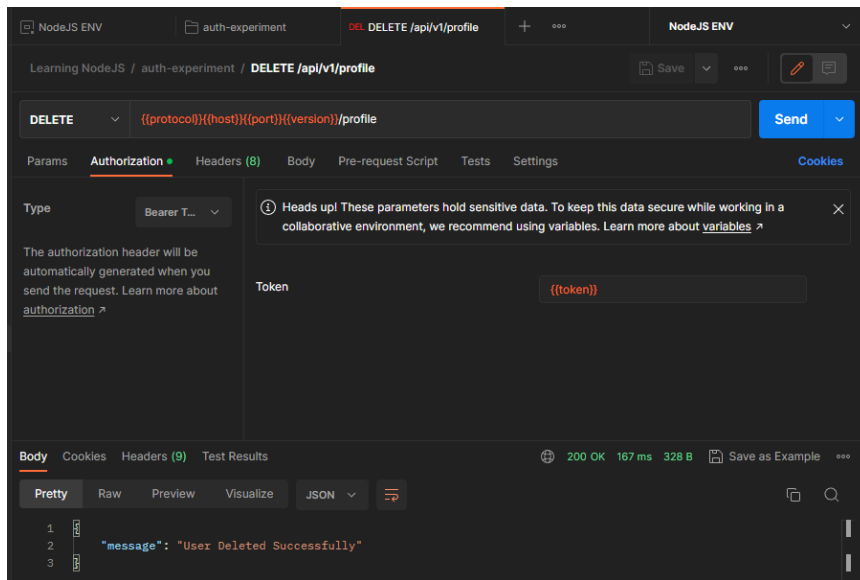 NodeJS ENV
auth-experiment
DEL DELETE /api/v1/profile
NodeJS ENV
Learning NodeJS / auth-experiment / DELETE /api/v1/profile
Save
DELETE
{{protocol}}{{host}}{{port}}{{version}}/profile
Send
Params Authorization Headers (8) Body Pre-request Script Tests Settings Cookies
Type
Bearer T...
The authorization header will be
automatically generated when you
send the request. Learn more about
authorization ↗
Heads up! These parameters hold sensitive data. To keep this data secure while working in a
collaborative environment, we recommend using variables. Learn more about variables ↗
Token
{{token}}
Body Cookies Headers (9) Test Results
200 OK 167 ms 328 B Save as Example
Pretty Raw Preview Visualize JSON
1 {
2 "message": "User Deleted Successfully"
3 }